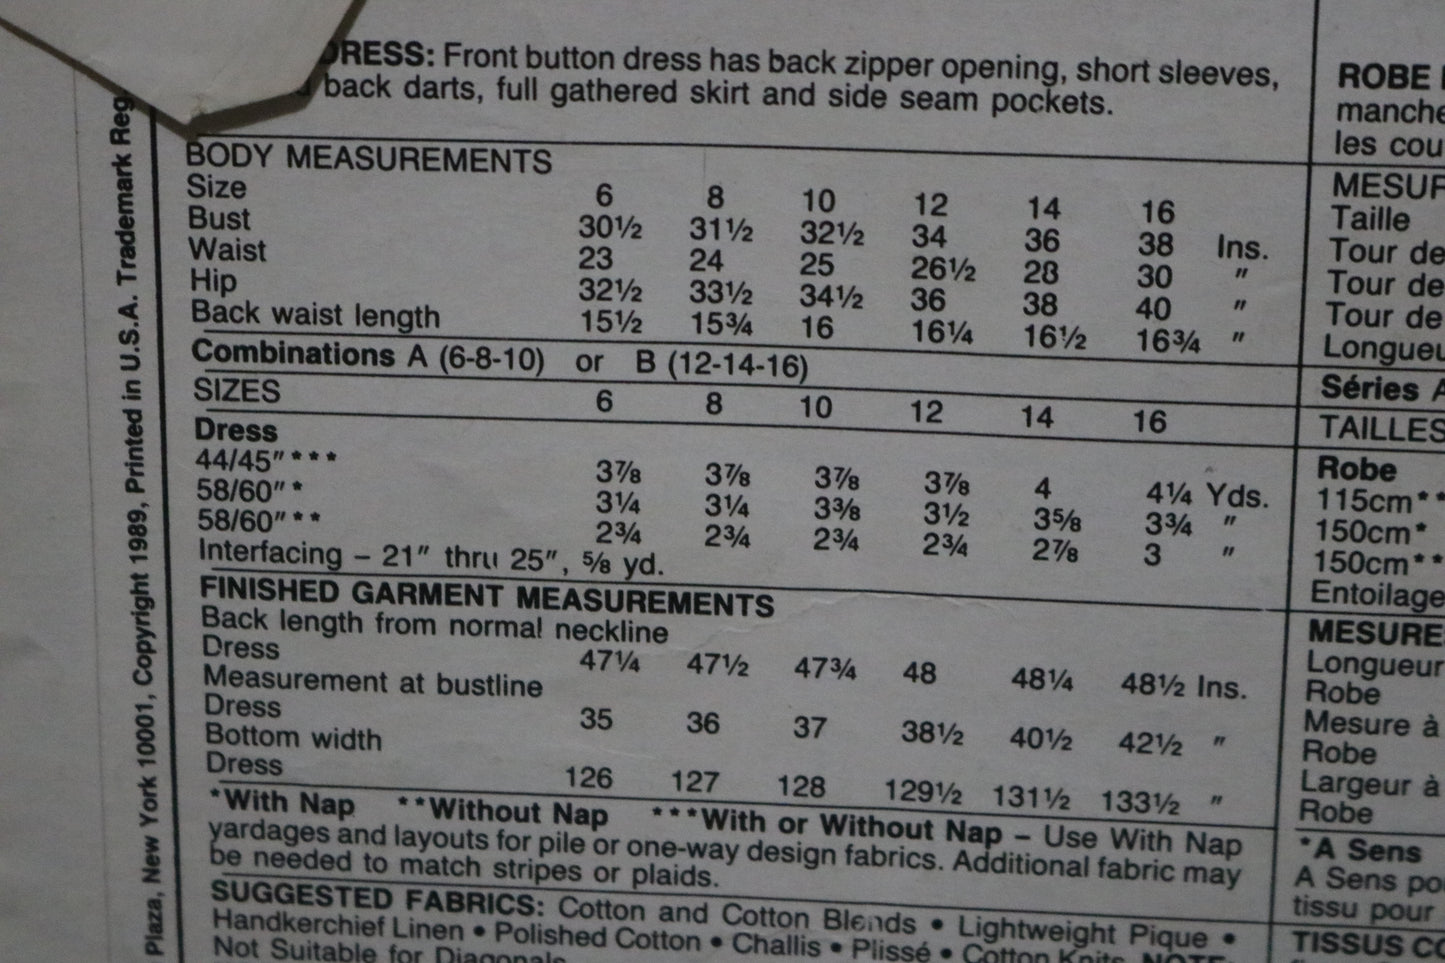 DRESS: Front button dress has back zipper opening, short sleeves,
back darts, full gathered skirt and side seam pockets.
BODY MEASUREMENTS
Size 6 8 10 12 14 16
Bust 30½ 31½ 32½ 34 36 38 Ins.
Waist 23 24 25 26½ 28 30 "
Hip 32½ 33½ 34½ 36 38 40 "
Back waist length 15½ 15¾ 16 16¼ 16½ 16¾ "
Combinations A (6-8-10) or B (12-14-16)
SIZES 6 8 10 12 14 16
Dress
44/45"*** 3⅞ 3⅞ 3⅞ 3⅞ 4 4¼ Yds.
58/60"* 3¼ 3¼ 3⅜ 3½ 3⅝ 3¾ "
58/60"** 2¾ 2¾ 2¾ 2¾ 2⅞ 3 "
Interfacing – 21" thru 25", ⅝ yd.
FINISHED GARMENT MEASUREMENTS
Back length from normal neckline
Dress 47¼ 47½ 47¾ 48 48¼ 48½ Ins.
Measurement at bustline
Dress 35 36 37 38½ 40½ 42½ "
Bottom width
Dress 126 127 128 129½ 131½ 133½ "
*With Nap **Without Nap ***With or Without Nap – Use With Nap
yardages and layouts for pile or one-way design fabrics. Additional fabric may
be needed to match stripes or plaids.
SUGGESTED FABRICS: Cotton and Cotton Blends • Lightweight Pique •
Handkerchief Linen • Polished Cotton • Challis • Plissé • Cotton Knits. NOTE:
Not Suitable for Diagonals
Plaza, New York 10001, Copyright 1989, Printed in U.S.A. Trademark Reg.
ROBE
manche
les cou
MESUR
Taille
Tour de
Tour de
Tour de
Longueu
Séries A
TAILLES
Robe
115cm**
150cm*
150cm**
Entoilage
MESURE
Longueur
Robe
Mesure à
Robe
Largeur à
Robe
*A Sens
A Sens po
tissu pour
TISSUS CO